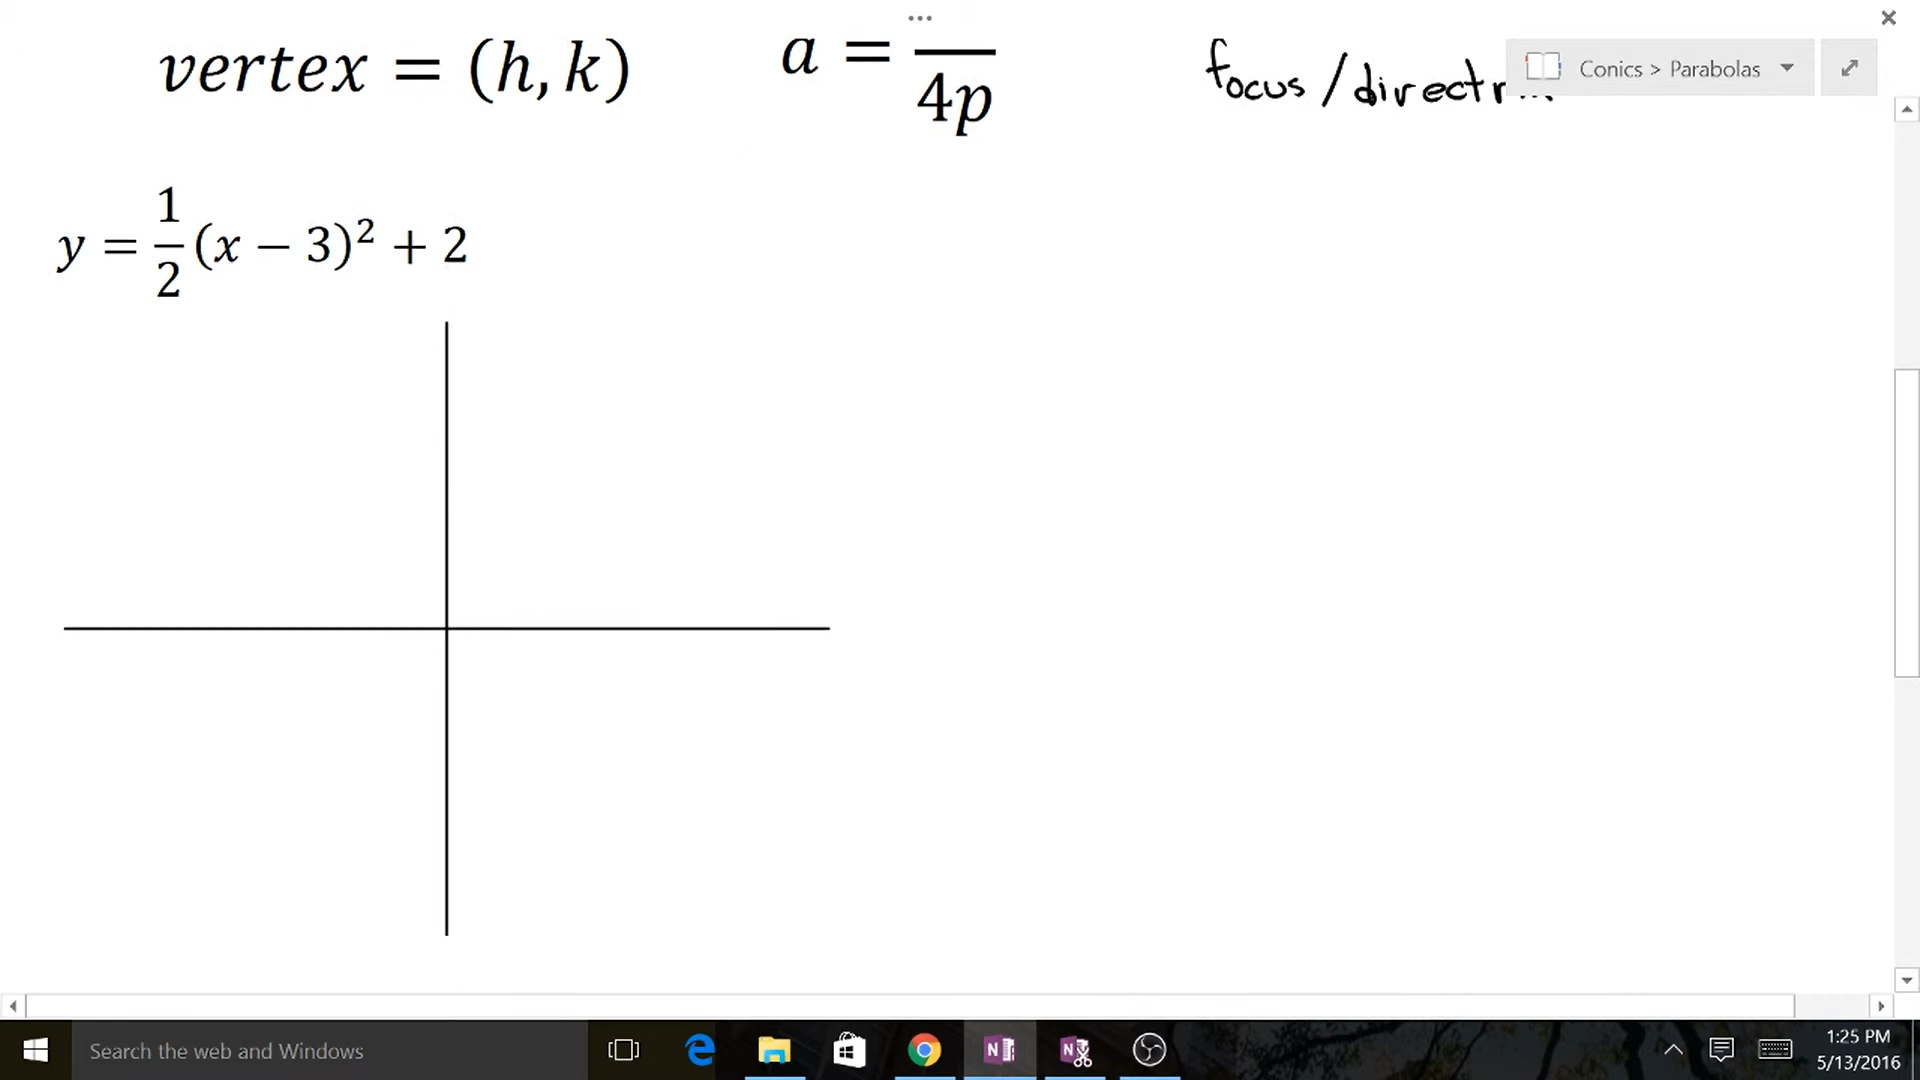 ...
vertex = (h, k)
a = —/4p
focus / directr
Conics > Parabolas
y = 1/2 (x − 3)² + 2
Search the web and Windows
1:25 PM
5/13/2016